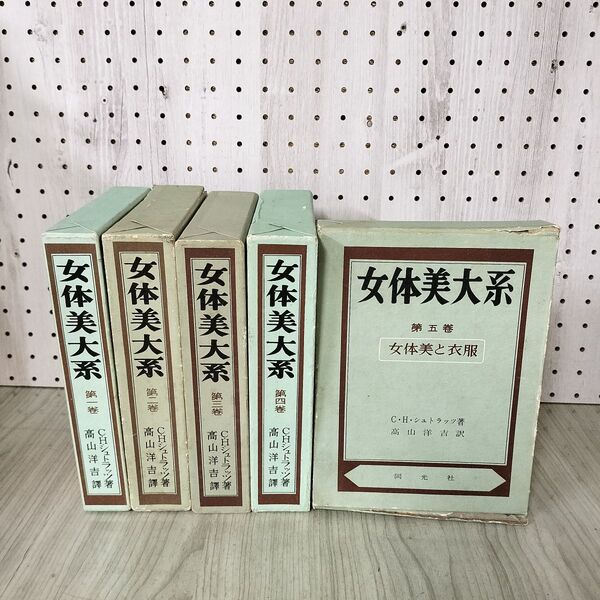 女体美大系
第一巻
C・H・シュトラッツ著
高山洋吉譯
女体美大系
第二巻
C・H・シュトラッツ著
高山洋吉譯
女体美大系
第三巻
C・H・シュトラッツ著
高山洋吉譯
女体美大系
第四巻
C・H・シュトラッツ著
高山洋吉譯
女体美大系
第五巻
女体美と衣服
C・H・シュトラッツ著
高山洋吉訳
同光社